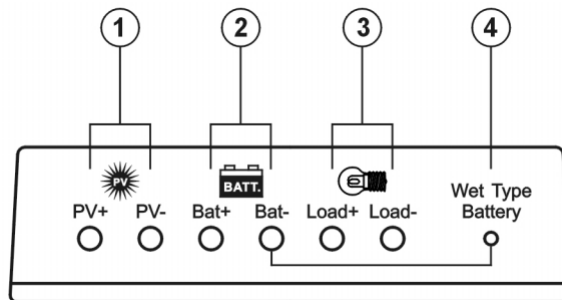 1 2 3 4
PV
BATT.
Wet Type
Battery
PV+ PV- Bat+ Bat- Load+ Load-